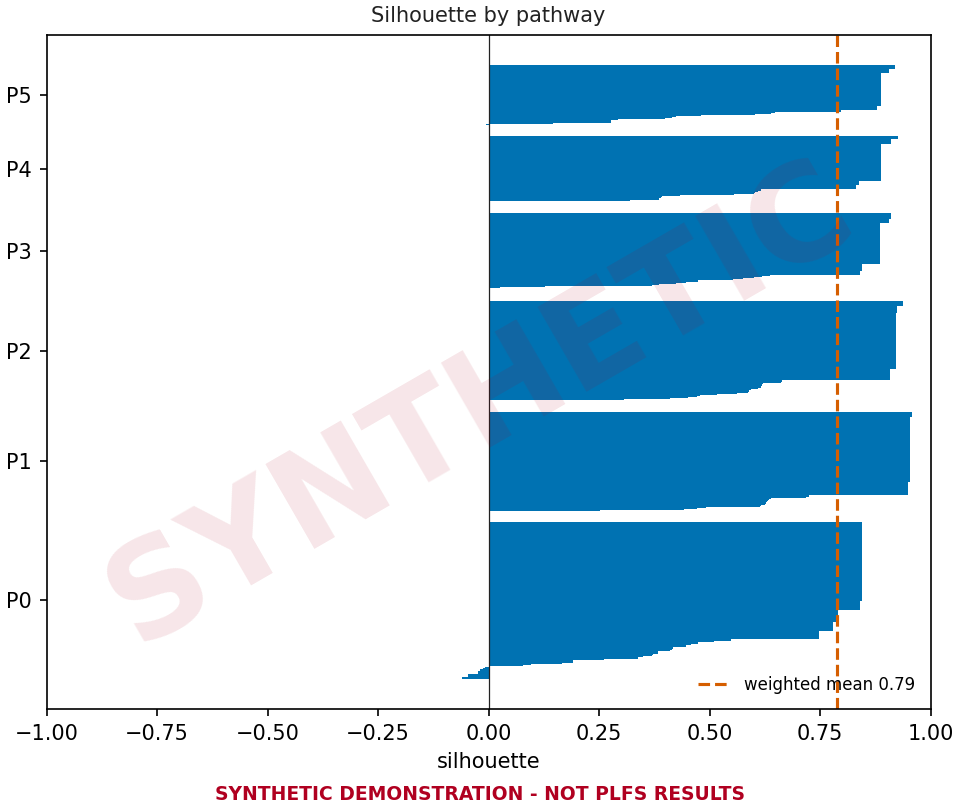 Silhouette by pathway
P5
P4
P3
P2
P1
P0
SYNTHETIC
weighted mean 0.79
−1.00 −0.75 −0.50 −0.25 0.00 0.25 0.50 0.75 1.00
silhouette
SYNTHETIC DEMONSTRATION - NOT PLFS RESULTS